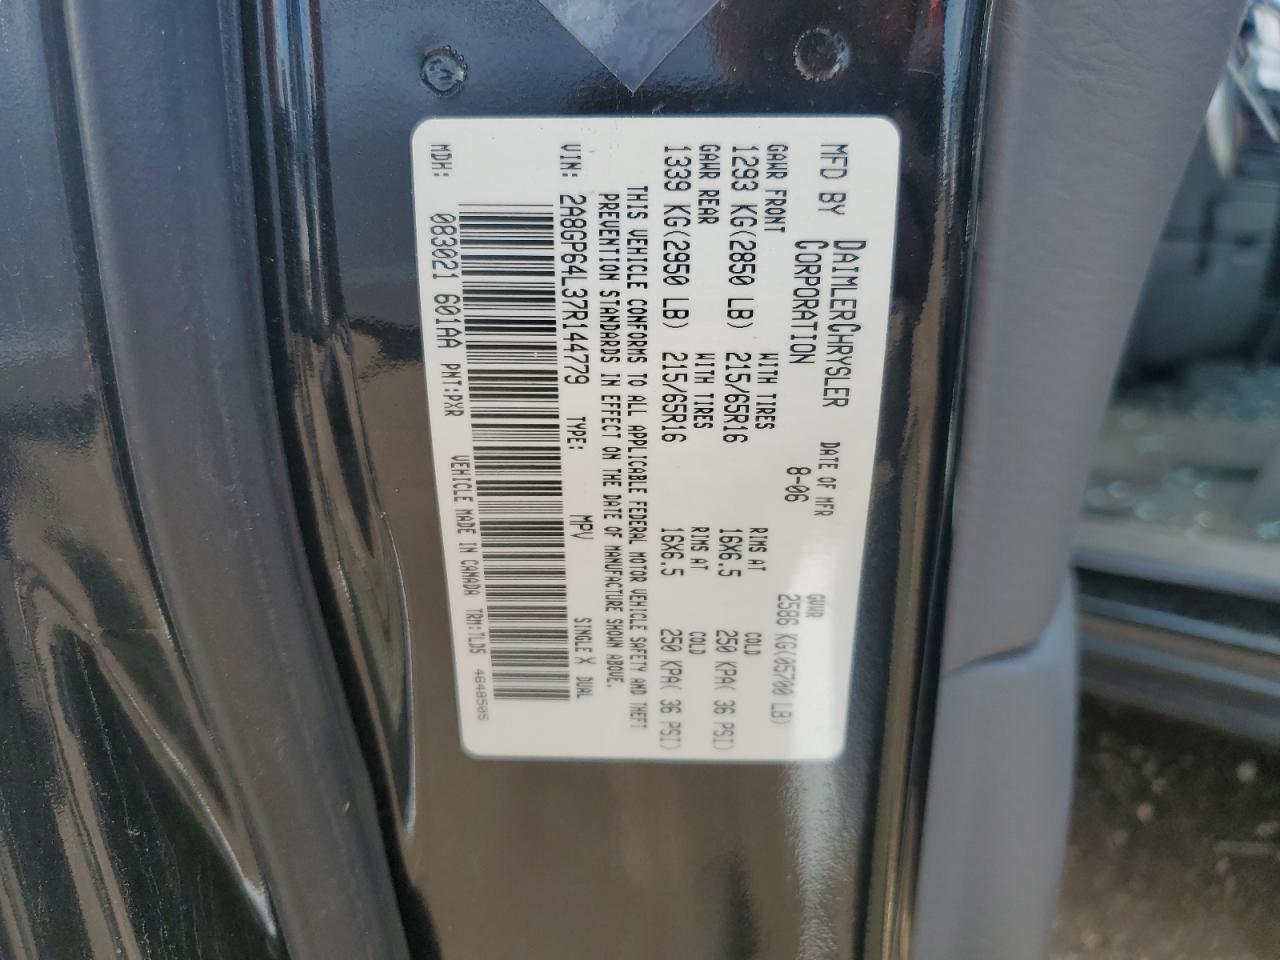 MFD BY DAIMLERCHRYSLER CORPORATION
DATE OF MFR 8-06
GVWR 2586 KG(05700 LB)
GAWR FRONT WITH TIRES RIMS AT COLD
1293 KG(2850 LB) 215/65R16 16X6.5 250 KPA( 36 PSI)
GAWR REAR WITH TIRES RIMS AT COLD
1339 KG(2950 LB) 215/65R16 16X6.5 250 KPA( 36 PSI)
THIS VEHICLE CONFORMS TO ALL APPLICABLE FEDERAL MOTOR VEHICLE SAFETY AND THEFT
PREVENTION STANDARDS IN EFFECT ON THE DATE OF MANUFACTURE SHOWN ABOVE.
VIN: 2A8GP64L37R144779 TYPE: MPV SINGLE X DUAL
MDH: 083021 601AA PNT:PXR VEHICLE MADE IN CANADA TRM:TLD5 4648505